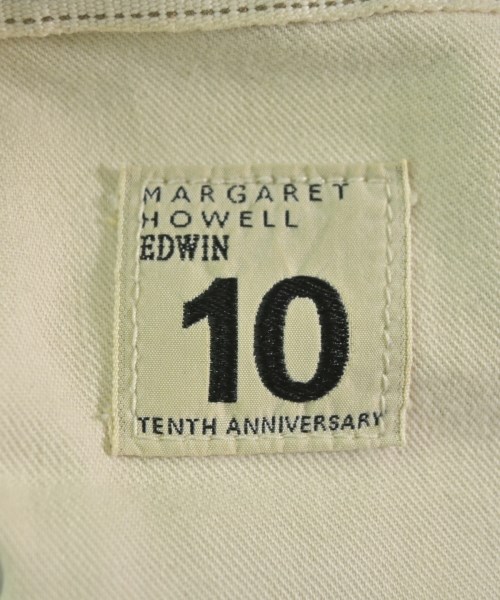 MARGARET
HOWELL
EDWIN
10
TENTH ANNIVERSARY